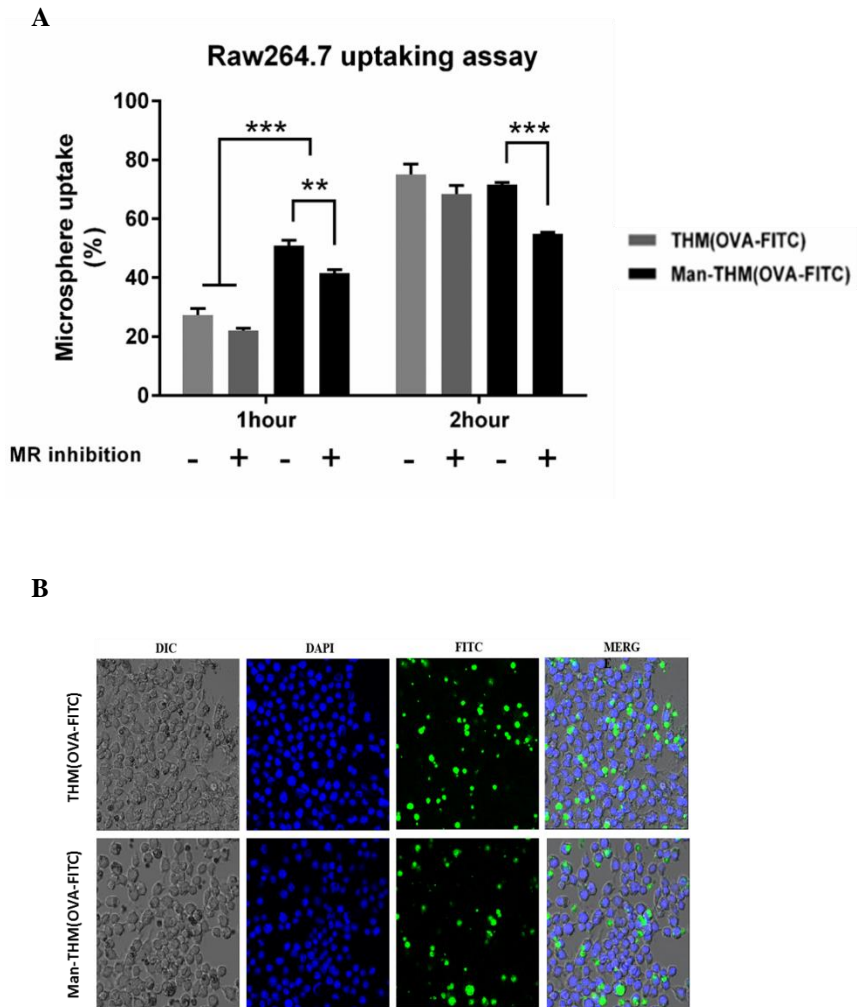 A
Raw264.7 uptaking assay
Microsphere uptake
(%)
100
80
60
40
20
0
***
**
***
1hour
2hour
MR inhibition - + - + - + - +
THM(OVA-FITC)
Man-THM(OVA-FITC)
B
DIC DAPI FITC MERG
E
THM(OVA-FITC)
Man-THM(OVA-FITC)